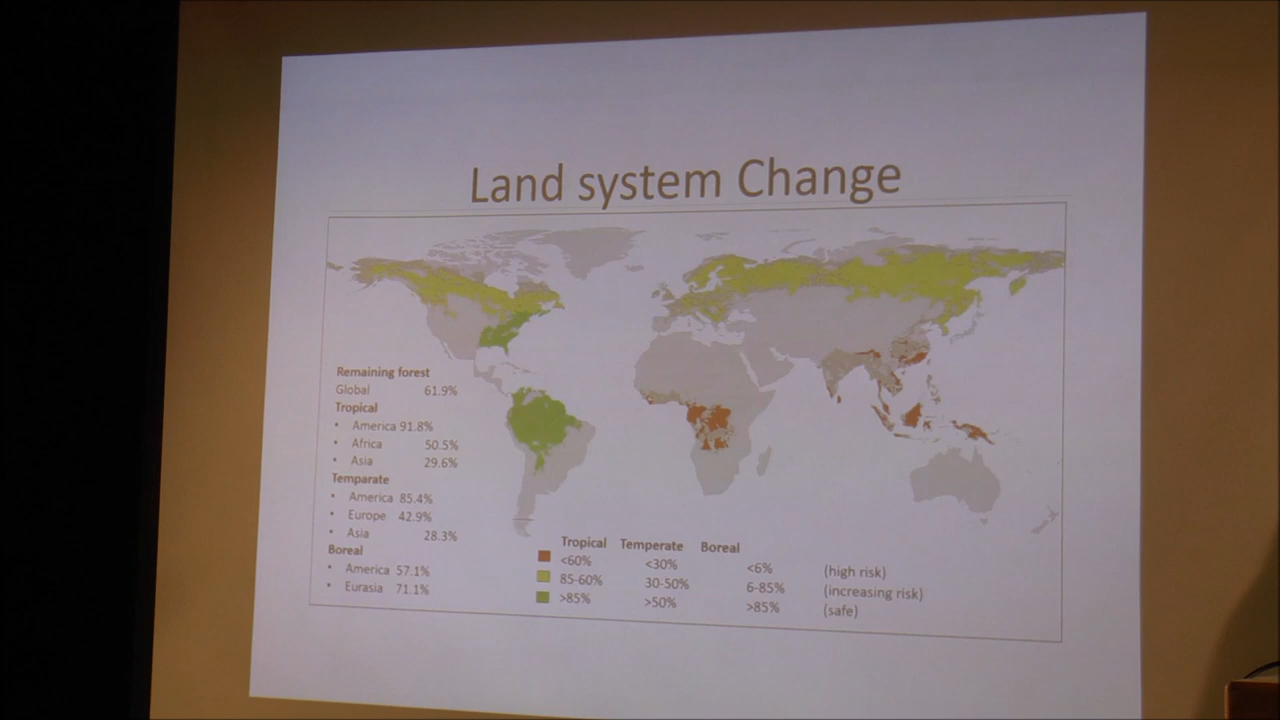 Land system Change
Remaining forest
Global 61.9%
Tropical
• America 91.8%
• Africa 50.5%
• Asia 29.6%
Temparate
• America 85.4%
• Europe 42.9%
• Asia 28.3%
Boreal
• America 57.1%
• Eurasia 71.1%
Tropical Temperate Boreal
<60% <30% <6% (high risk)
85-60% 30-50% 6-85% (increasing risk)
>85% >50% >85% (safe)